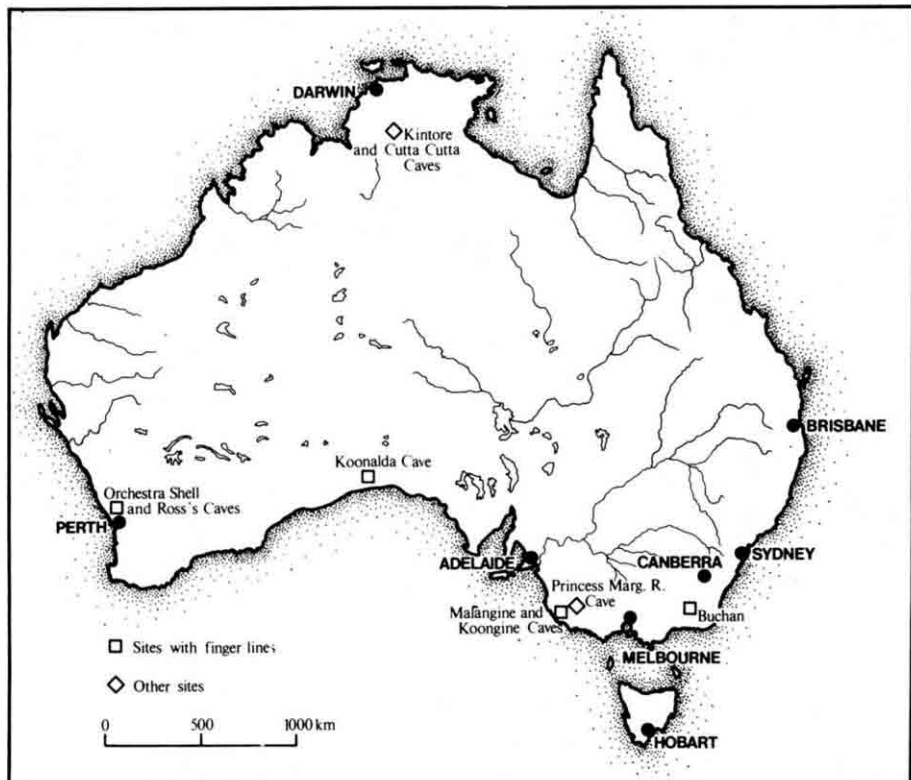 DARWIN
Kintore
and Cutta Cutta
Caves
BRISBANE
Koonalda Cave
Orchestra Shell
and Ross's Caves
PERTH
ADELAIDE
CANBERRA
SYDNEY
Princess Marg. R.
Cave
Malangine and
Koongine Caves
Buchan
MELBOURNE
Sites with finger lines
Other sites
0 500 1000 km
HOBART